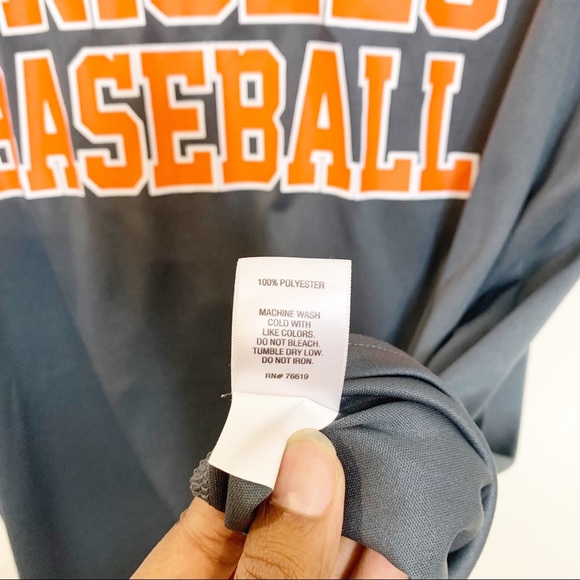 BASEBALL
100% POLYESTER
MACHINE WASH
COLD WITH
LIKE COLORS.
DO NOT BLEACH.
TUMBLE DRY LOW.
DO NOT IRON.
RN# 76619